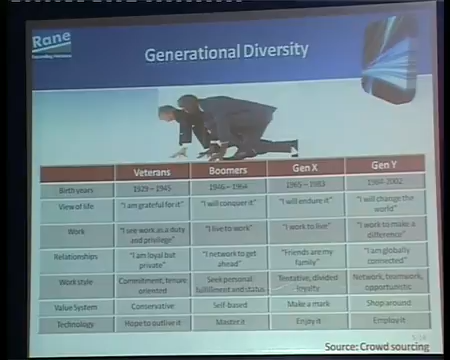 Rane
Generational Diversity
Veterans Boomers Gen X Gen Y
Birth years 1929 – 1945 1946 – 1964 1965 – 1983 1984-2002
View of life "I am grateful for it" "I will conquer it" "I will endure it" "I will change the
world"
Work "I see work as a duty
and privilege" "I live to work" "I work to live" "I work to make a
difference"
Relationships "I am loyal but
private" "I network to get
ahead" "Friends are my
family" "I am globally
connected"
Work style Commitment, tenure
oriented Seek personal
fulfillment and status Tentative, divided
loyalty Network, teamwork,
opportunistic
Value System Conservative Self-based Make a mark Shop around
Technology Hope to outlive it Master it Enjoy it Employ it
Source: Crowd sourcing